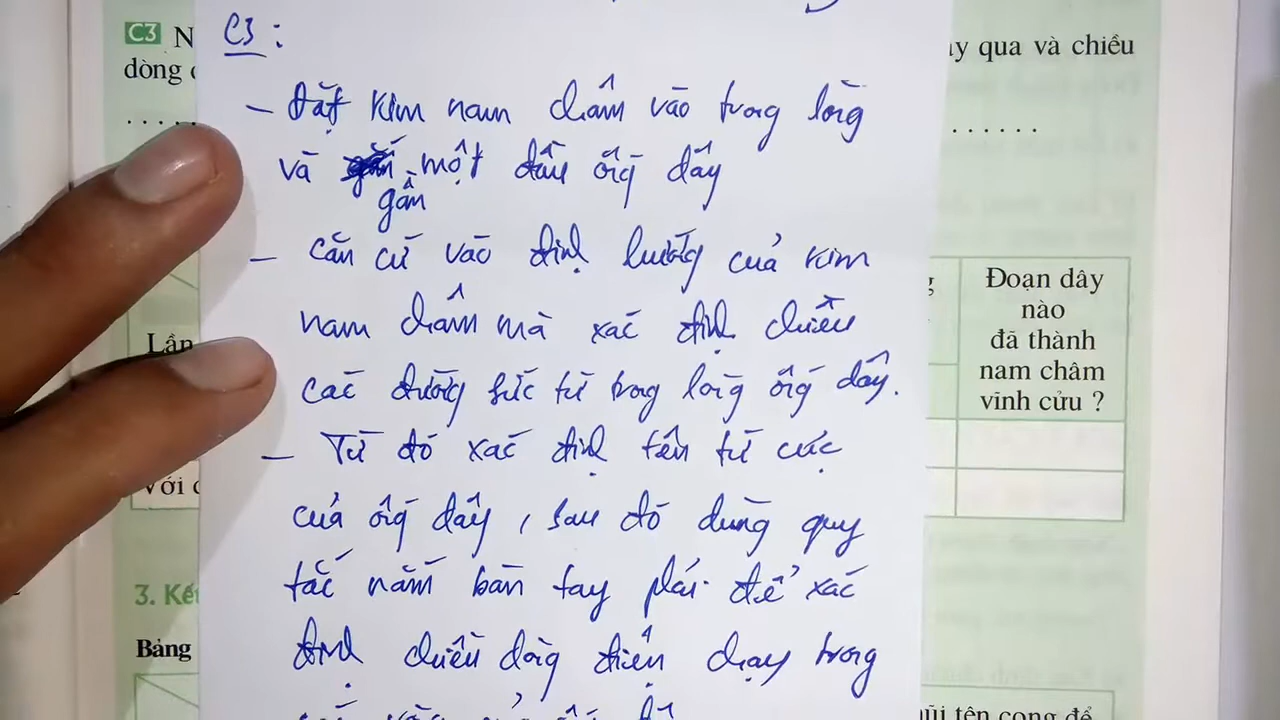 C3 N
ạy qua và chiều
dòng
C3 :
- Đặt kim nam châm vào trong lòng
và gần một đầu ống dây
- Căn cứ vào định hướng của kim
nam châm mà xác định chiều
các đường sức từ trong lòng ống dây.
- Từ đó xác định tên từ cực
của ống dây, sau đó dùng quy
tắc nắm bàn tay phải để xác
định chiều dòng điện chạy trong
Đoạn dây
nào
đã thành
nam châm
vĩnh cửu ?
Lần
Với
3. Kết
Bảng
mũi tên cong để